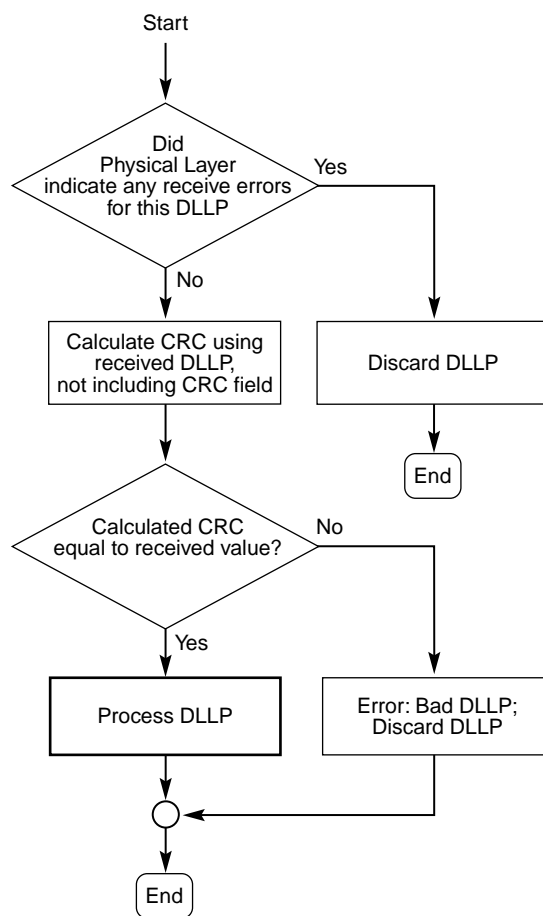 Start
Did
Physical Layer
indicate any receive errors
for this DLLP
Yes
No
Calculate CRC using
received DLLP,
not including CRC field
Discard DLLP
End
Calculated CRC
equal to received value?
No
Yes
Process DLLP
Error: Bad DLLP;
Discard DLLP
End